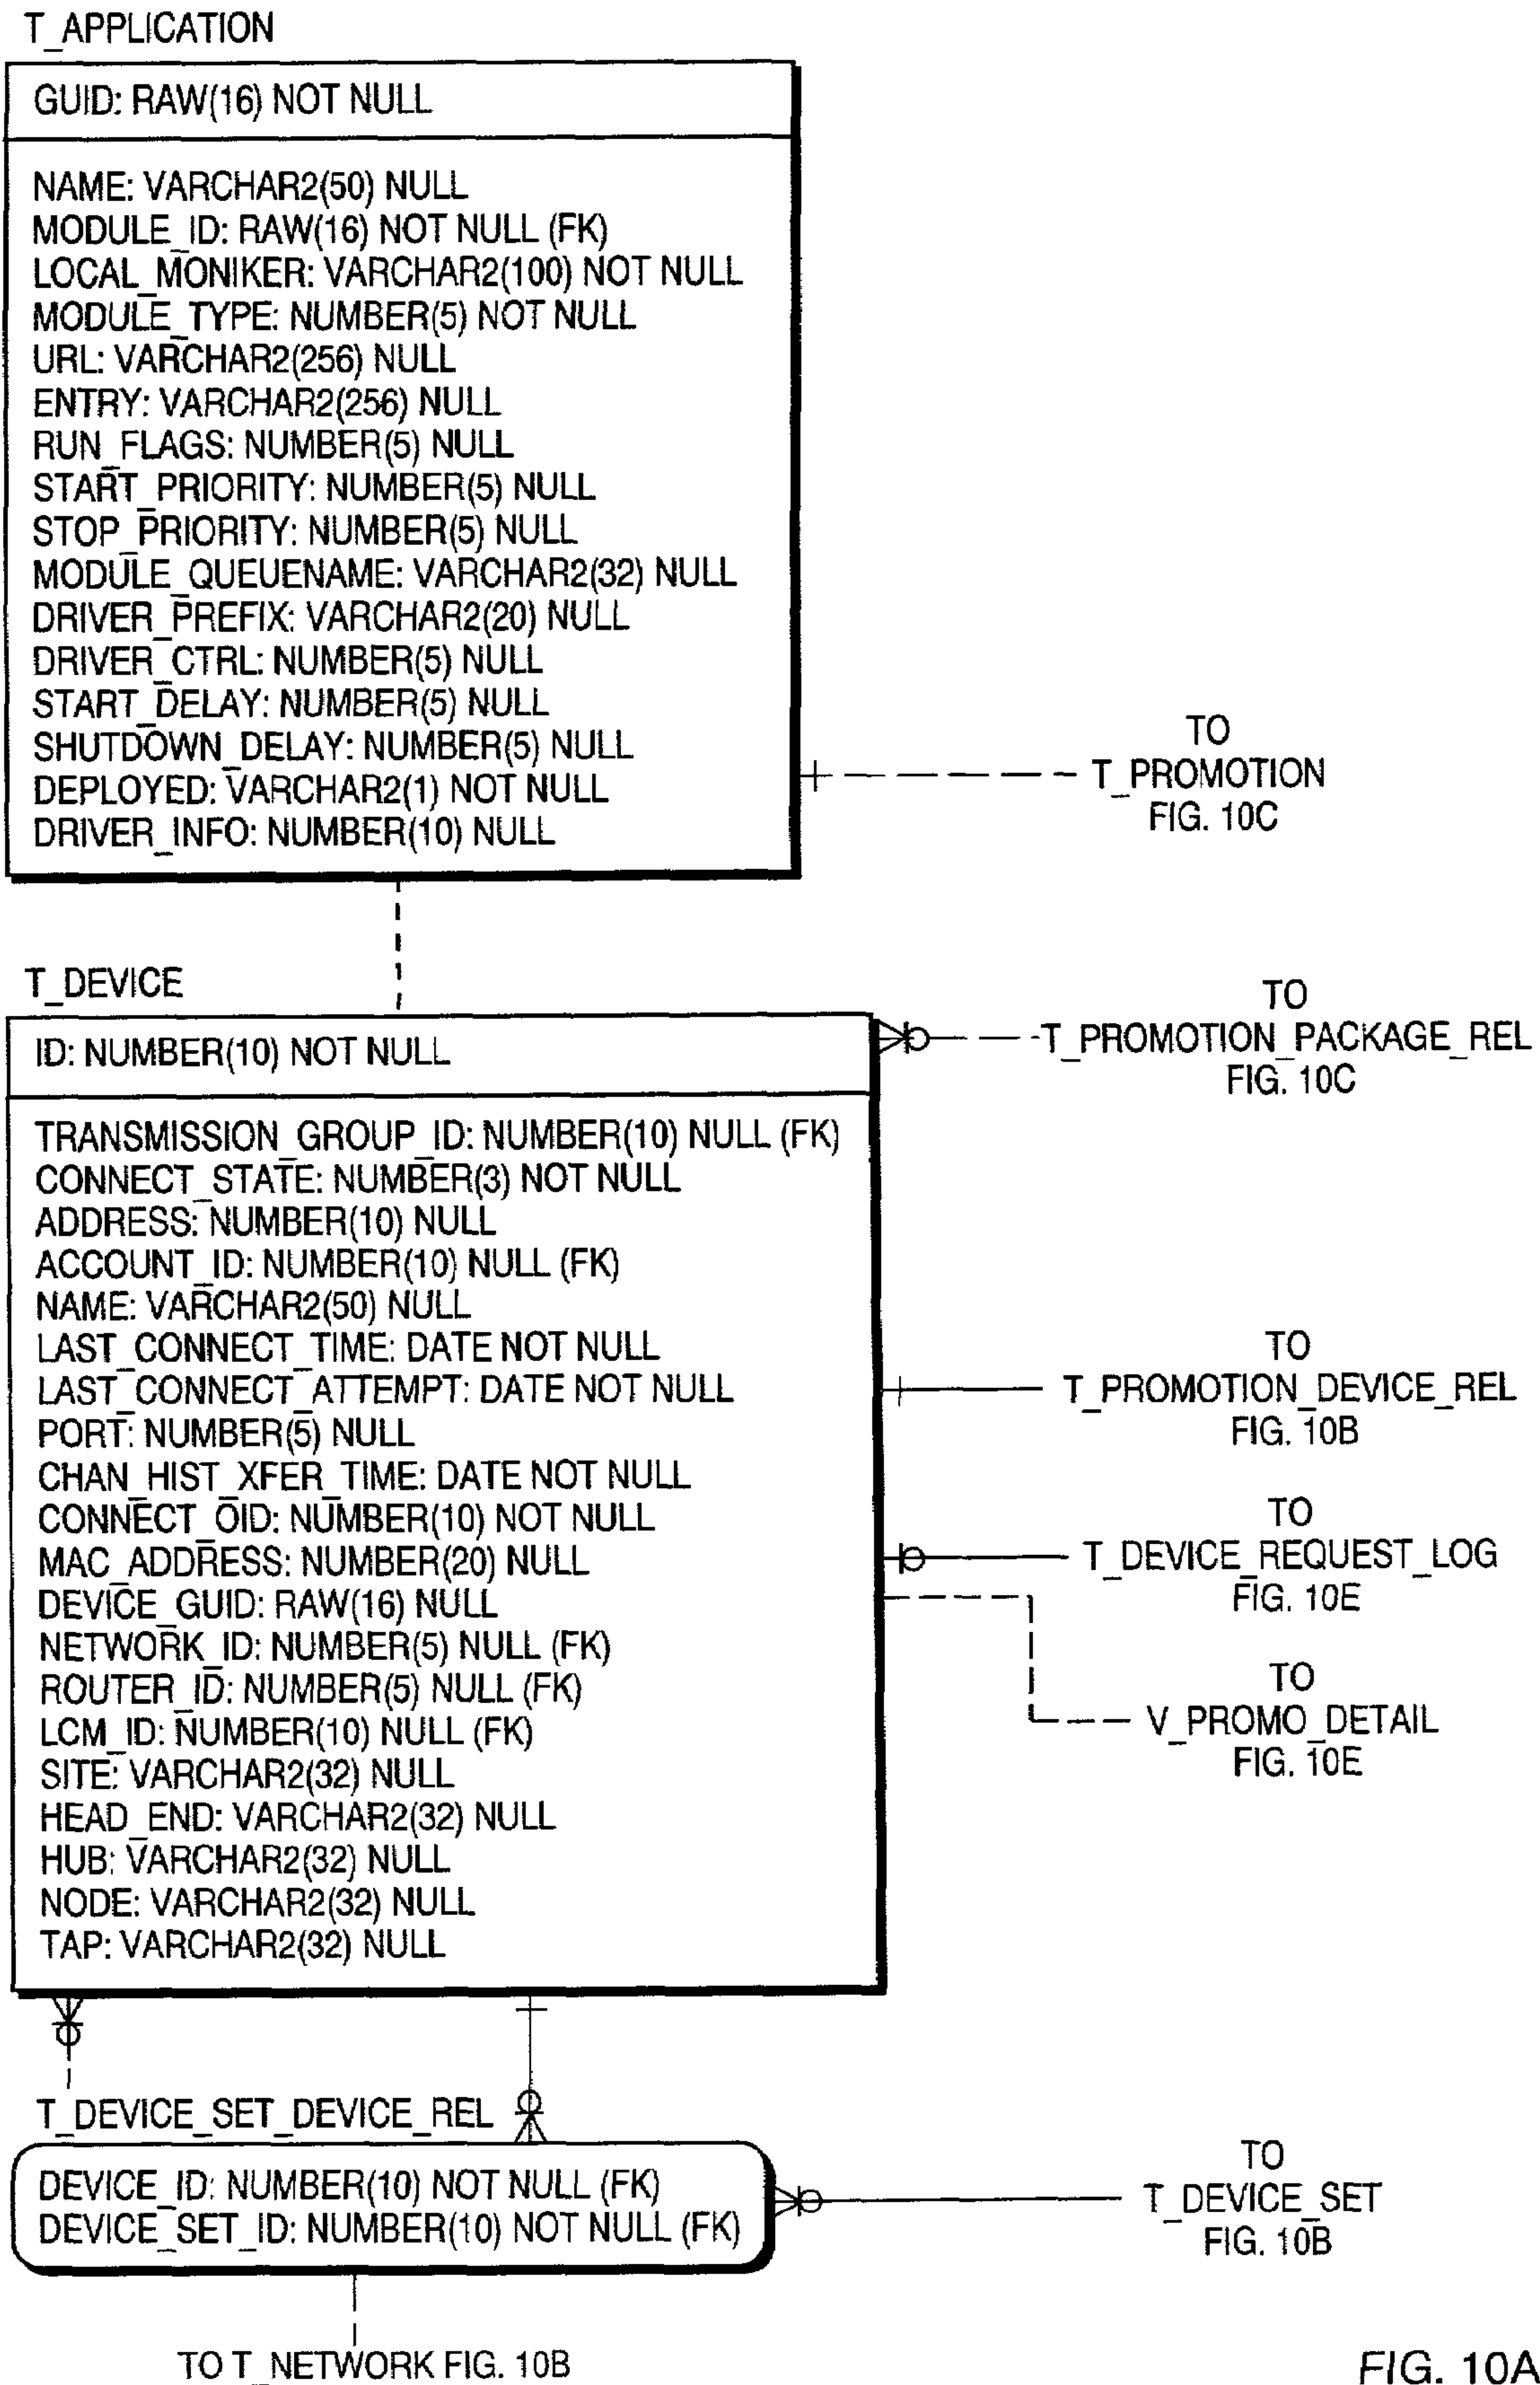 T_APPLICATION
GUID: RAW(16) NOT NULL
NAME: VARCHAR2(50) NULL
MODULE_ID: RAW(16) NOT NULL (FK)
LOCAL_MONIKER: VARCHAR2(100) NOT NULL
MODULE_TYPE: NUMBER(5) NOT NULL
URL: VARCHAR2(256) NULL
ENTRY: VARCHAR2(256) NULL
RUN_FLAGS: NUMBER(5) NULL
START_PRIORITY: NUMBER(5) NULL
STOP_PRIORITY: NUMBER(5) NULL
MODULE_QUEUENAME: VARCHAR2(32) NULL
DRIVER_PREFIX: VARCHAR2(20) NULL
DRIVER_CTRL: NUMBER(5) NULL
START_DELAY: NUMBER(5) NULL
SHUTDOWN_DELAY: NUMBER(5) NULL
DEPLOYED: VARCHAR2(1) NOT NULL
DRIVER_INFO: NUMBER(10) NULL
TO
T_PROMOTION
FIG. 10C
T_DEVICE
ID: NUMBER(10) NOT NULL
TRANSMISSION_GROUP_ID: NUMBER(10) NULL (FK)
CONNECT_STATE: NUMBER(3) NOT NULL
ADDRESS: NUMBER(10) NULL
ACCOUNT_ID: NUMBER(10) NULL (FK)
NAME: VARCHAR2(50) NULL
LAST_CONNECT_TIME: DATE NOT NULL
LAST_CONNECT_ATTEMPT: DATE NOT NULL
PORT: NUMBER(5) NULL
CHAN_HIST_XFER_TIME: DATE NOT NULL
CONNECT_OID: NUMBER(10) NOT NULL
MAC_ADDRESS: NUMBER(20) NULL
DEVICE_GUID: RAW(16) NULL
NETWORK_ID: NUMBER(5) NULL (FK)
ROUTER_ID: NUMBER(5) NULL (FK)
LCM_ID: NUMBER(10) NULL (FK)
SITE: VARCHAR2(32) NULL
HEAD_END: VARCHAR2(32) NULL
HUB: VARCHAR2(32) NULL
NODE: VARCHAR2(32) NULL
TAP: VARCHAR2(32) NULL
TO
T_PROMOTION_PACKAGE_REL
FIG. 10C
TO
T_PROMOTION_DEVICE_REL
FIG. 10B
TO
T_DEVICE_REQUEST_LOG
FIG. 10E
TO
V_PROMO_DETAIL
FIG. 10E
T_DEVICE_SET_DEVICE_REL
DEVICE_ID: NUMBER(10) NOT NULL (FK)
DEVICE_SET_ID: NUMBER(10) NOT NULL (FK)
TO
T_DEVICE_SET
FIG. 10B
TO T_NETWORK FIG. 10B
FIG. 10A